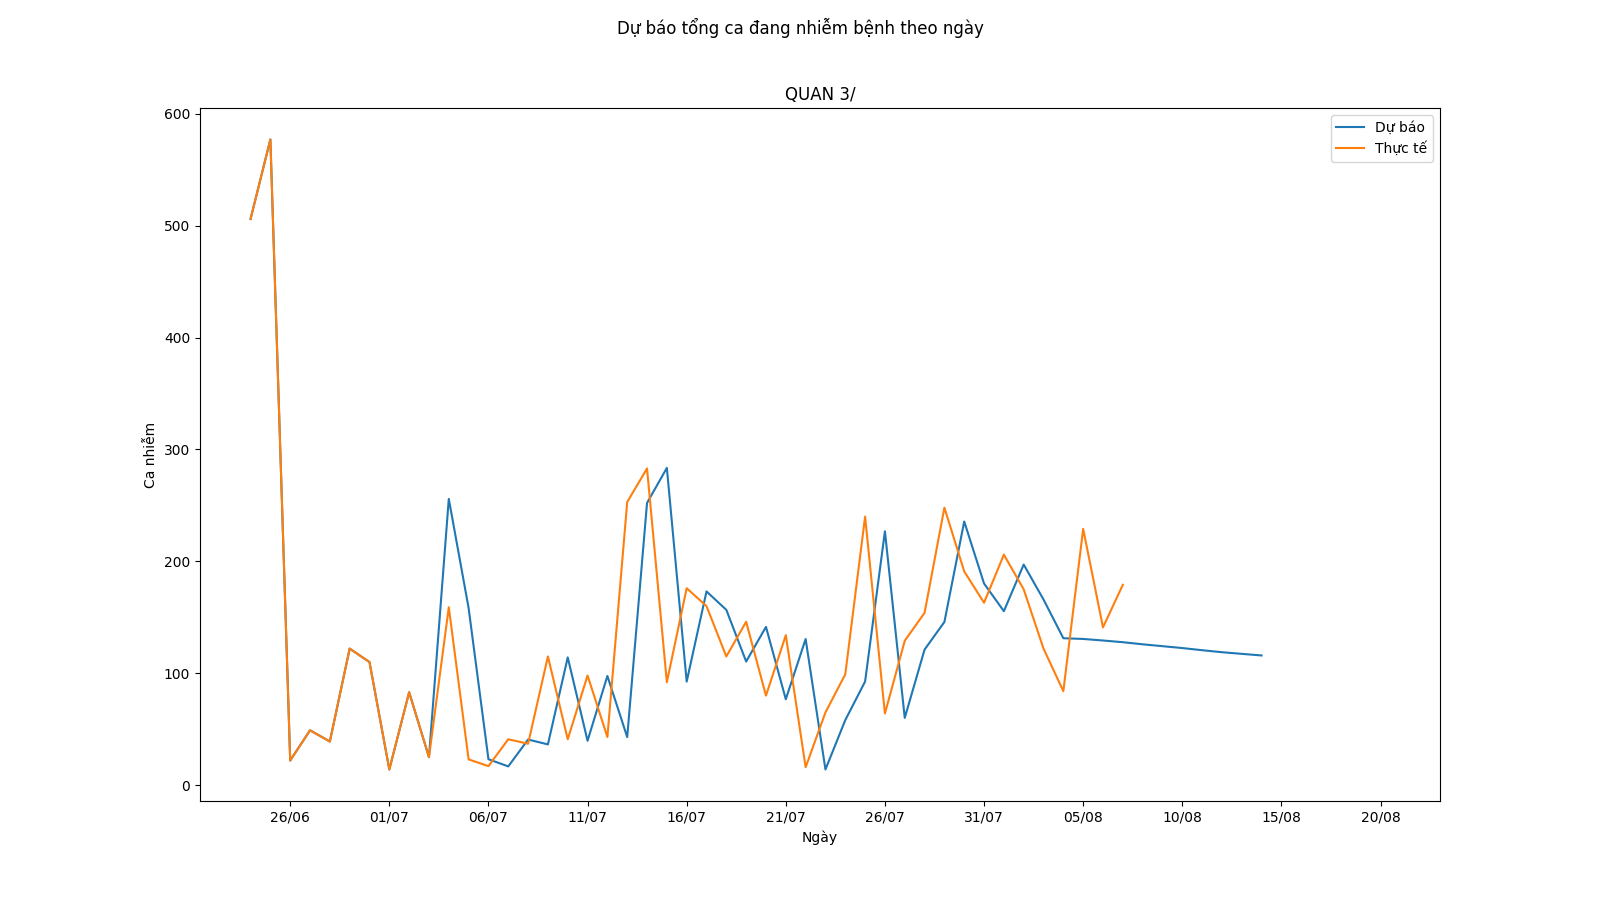 Dự báo tổng ca đang nhiễm bệnh theo ngày
QUAN 3/
600
500
400
300
200
100
0
Ca nhiễm
Dự báo
Thực tế
26/06 01/07 06/07 11/07 16/07 21/07 26/07 31/07 05/08 10/08 15/08 20/08
Ngày